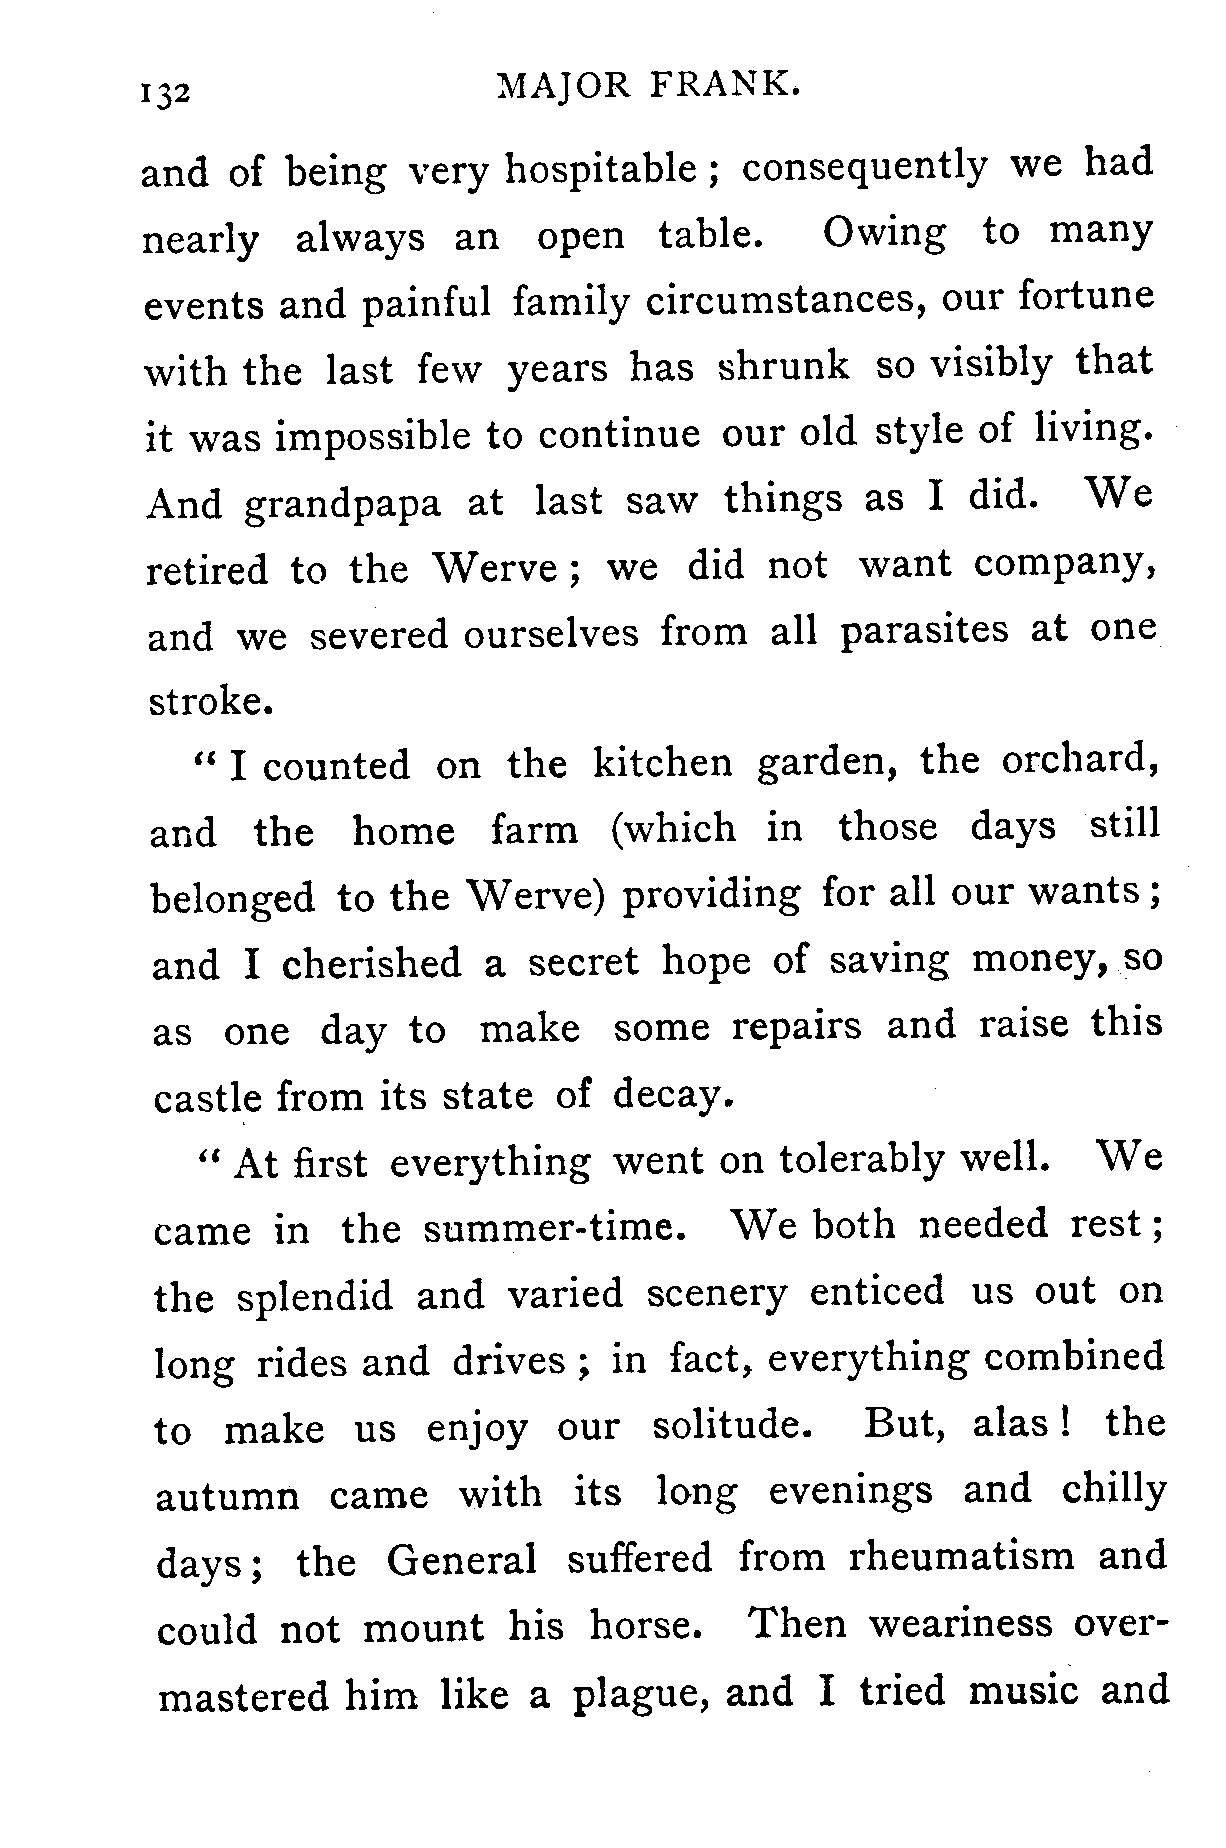 132 MAJOR FRANK.
and of being very hospitable ; consequently we had
nearly always an open table. Owing to many
events and painful family circumstances, our fortune
with the last few years has shrunk so visibly that
it was impossible to continue our old style of living.
And grandpapa at last saw things as I did. We
retired to the Werve ; we did not want company,
and we severed ourselves from all parasites at one
stroke.
“ I counted on the kitchen garden, the orchard,
and the home farm (which in those days still
belonged to the Werve) providing for all our wants ;
and I cherished a secret hope of saving money, so
as one day to make some repairs and raise this
castle from its state of decay.
“ At first everything went on tolerably well. We
came in the summer-time. We both needed rest ;
the splendid and varied scenery enticed us out on
long rides and drives ; in fact, everything combined
to make us enjoy our solitude. But, alas ! the
autumn came with its long evenings and chilly
days ; the General suffered from rheumatism and
could not mount his horse. Then weariness over-
mastered him like a plague, and I tried music and